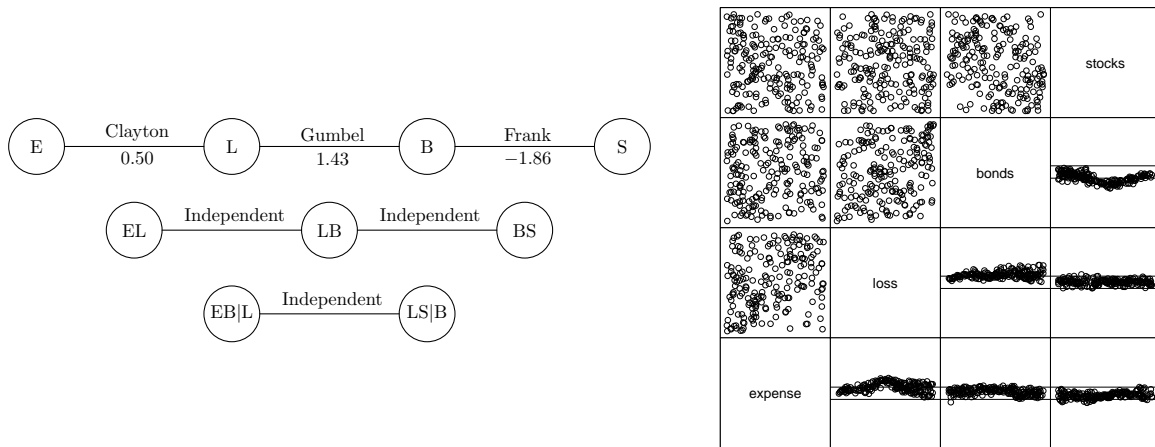 E
Clayton
0.50
L
Gumbel
1.43
B
Frank
−1.86
S
EL
Independent
LB
Independent
BS
EB|L
Independent
LS|B
stocks
bonds
loss
expense